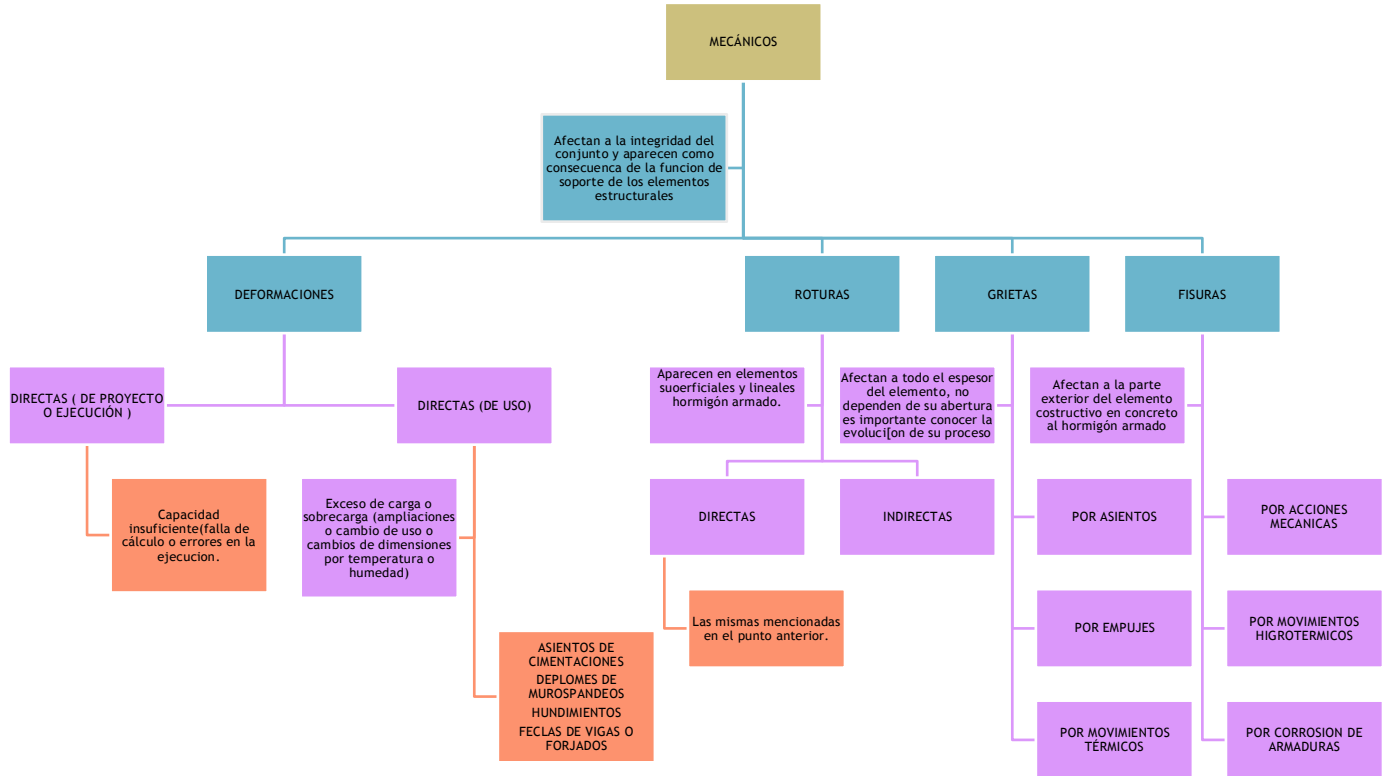 MECÁNICOS
Afectan a la integridad del
conjunto y aparecen como
consecuenca de la funcion de
soporte de los elementos
estructurales
DEFORMACIONES
ROTURAS
GRIETAS
FISURAS
DIRECTAS ( DE PROYECTO
O EJECUCIÓN )
DIRECTAS (DE USO)
Aparecen en elementos
suoerficiales y lineales
hormigón armado.
Afectan a todo el espesor
del elemento, no
dependen de su abertura
es importante conocer la
evoluci[on de su proceso
Afectan a la parte
exterior del elemento
costructivo en concreto
al hormigón armado
Capacidad
insuficiente(falla de
cálculo o errores en la
ejecucion.
Exceso de carga o
sobrecarga (ampliaciones
o cambio de uso o
cambios de dimensiones
por temperatura o
humedad)
DIRECTAS
INDIRECTAS
POR ASIENTOS
POR ACCIONES
MECANICAS
Las mismas mencionadas
en el punto anterior.
POR EMPUJES
POR MOVIMIENTOS
HIGROTERMICOS
ASIENTOS DE
CIMENTACIONES
DEPLOMES DE
MUROSPANDEOS
HUNDIMIENTOS
FECLAS DE VIGAS O
FORJADOS
POR MOVIMIENTOS
TÉRMICOS
POR CORROSION DE
ARMADURAS